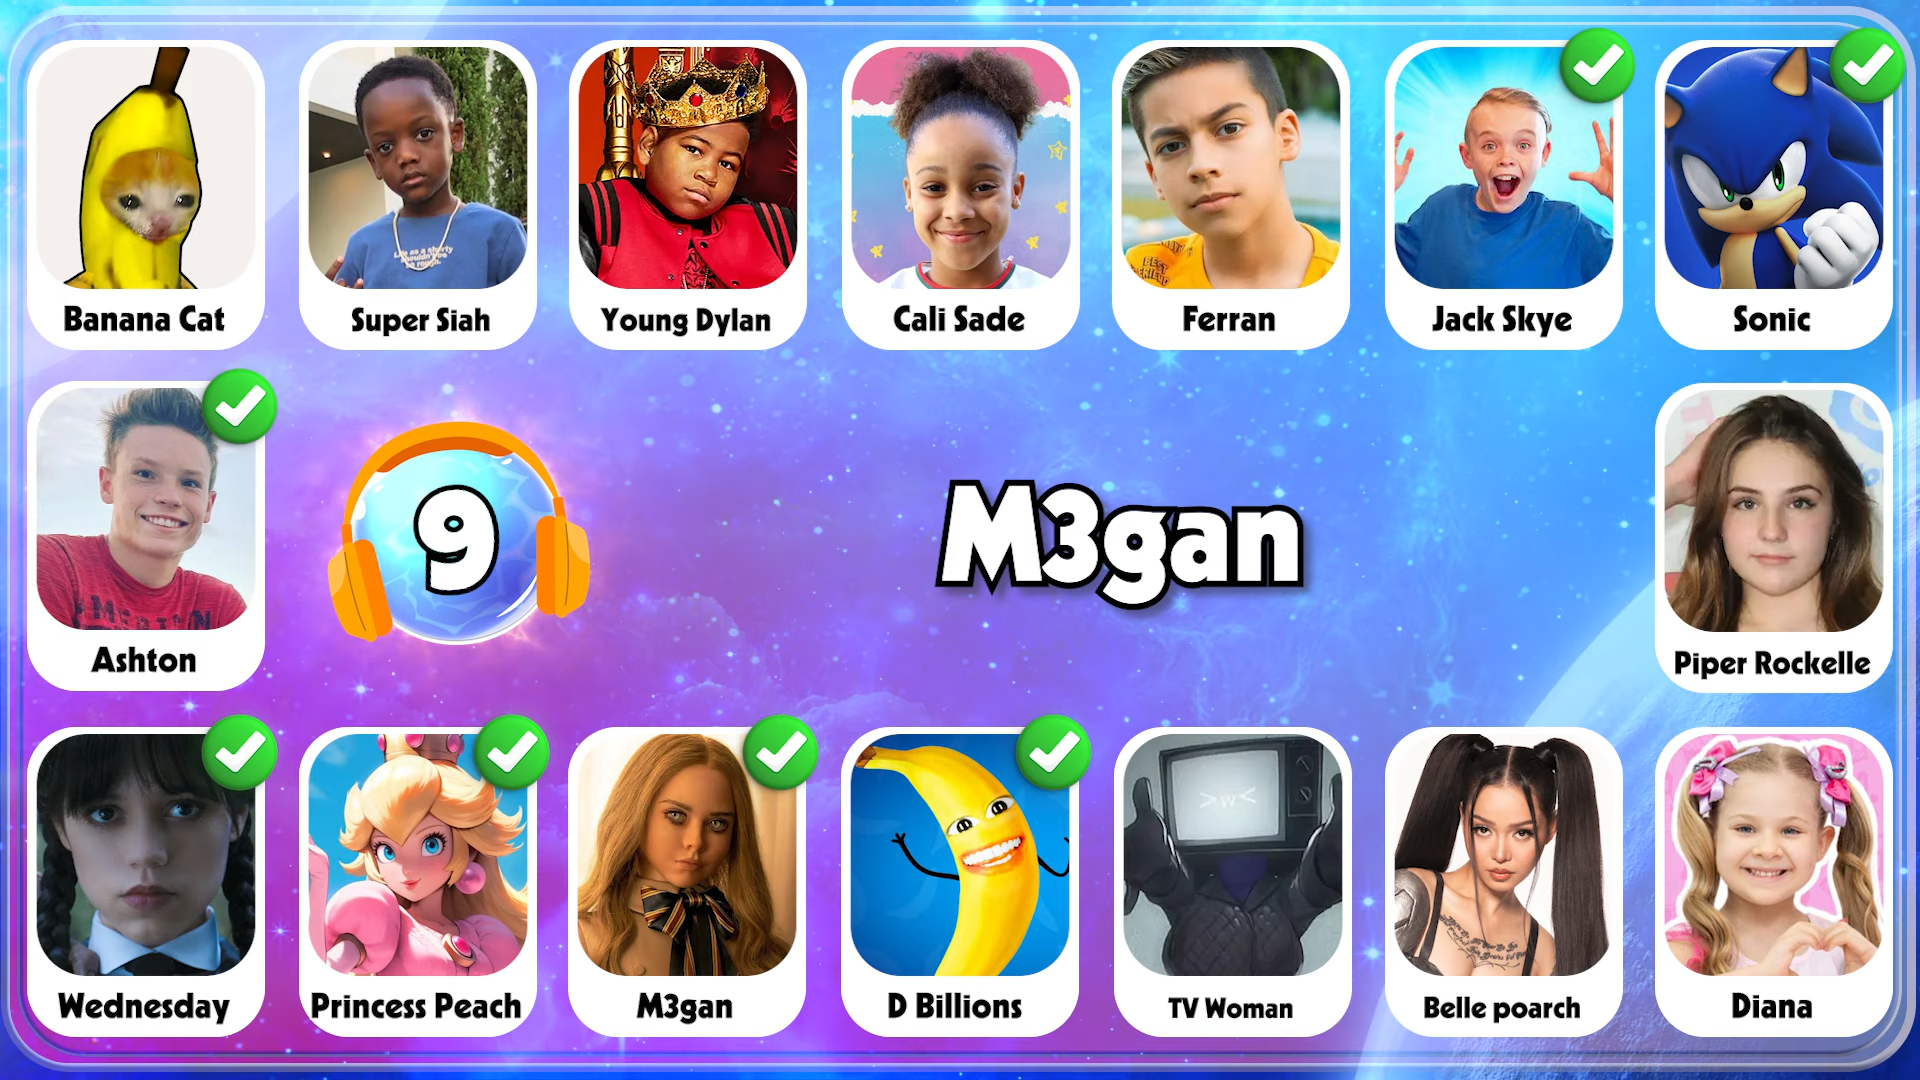 Banana Cat
Super Siah
Young Dylan
Cali Sade
Ferran
Jack Skye
Sonic
Ashton
9
M3gan
Piper Rockelle
Wednesday
Princess Peach
M3gan
D Billions
>w<
TV Woman
Belle poarch
Diana